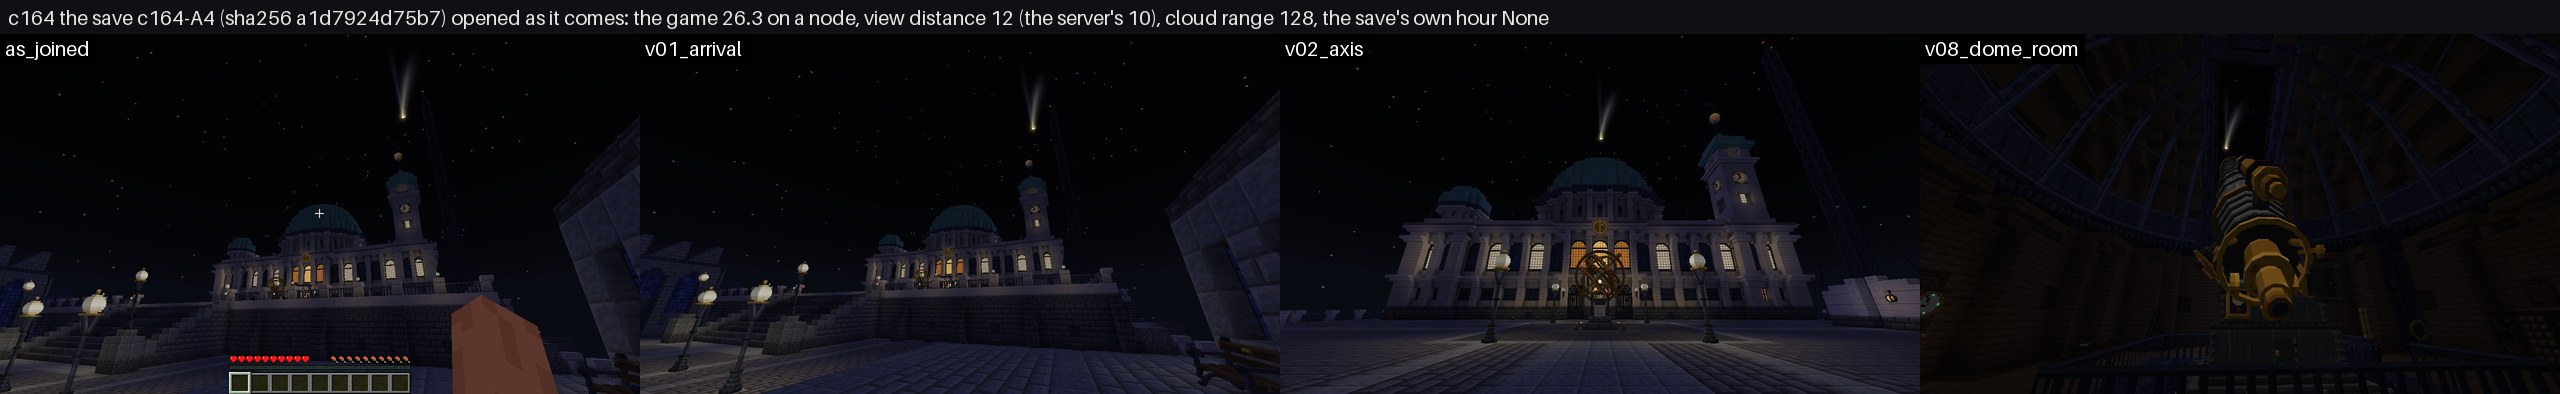 c164 the save c164-A4 (sha256 a1d7924d75b7) opened as it comes: the game 26.3 on a node, view distance 12 (the server's 10), cloud range 128, the save's own hour None
as_joined
v01_arrival
v02_axis
v08_dome_room